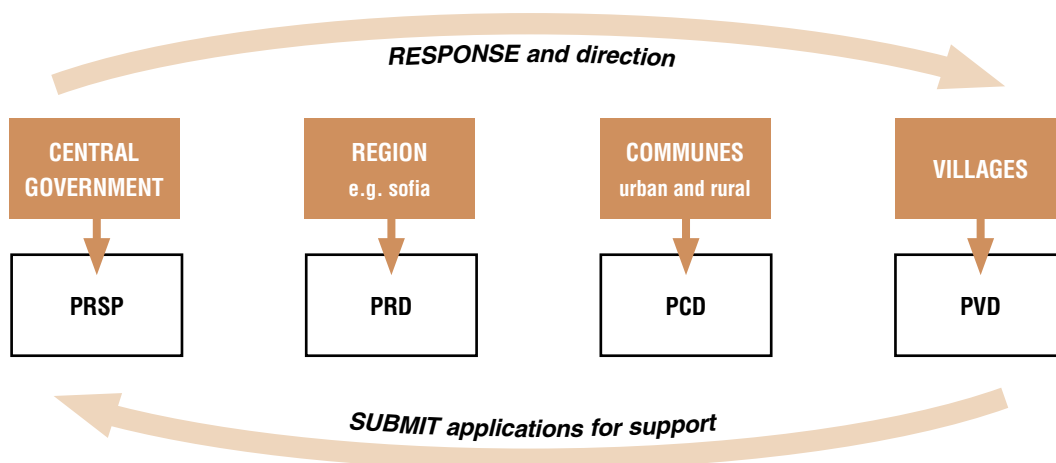 RESPONSE and direction
CENTRAL
GOVERNMENT
REGION
e.g. sofia
COMMUNES
urban and rural
VILLAGES
PRSP
PRD
PCD
PVD
SUBMIT applications for support